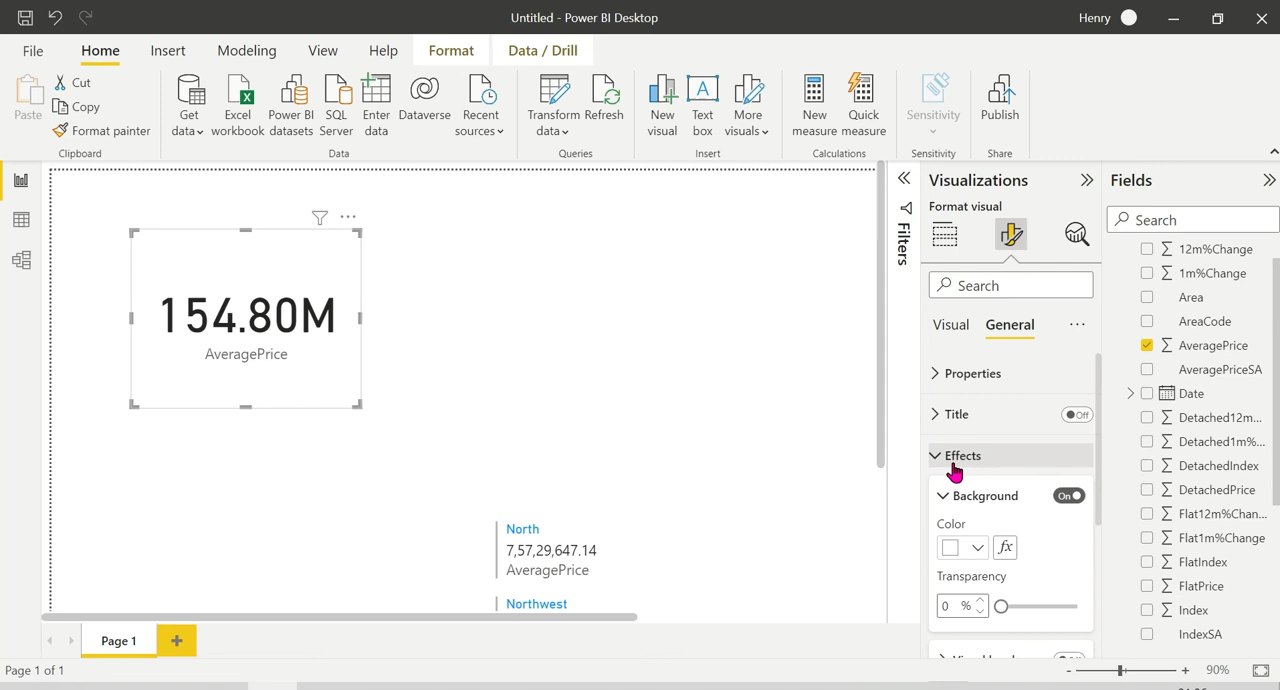 Untitled - Power BI Desktop
Henry
File Home Insert Modeling View Help Format Data / Drill
Paste
Cut
Copy
Format painter
Clipboard
Get data
Excel workbook
Power BI datasets
SQL Server
Enter data
Dataverse
Recent sources
Data
Transform data
Refresh
Queries
New visual
Text box
More visuals
Insert
New measure
Quick measure
Calculations
Sensitivity
Sensitivity
Publish
Share
154.80M
AveragePrice
North
7,57,29,647.14
AveragePrice
Northwest
Filters
Visualizations
Format visual
Search
Visual General ...
Properties
Title Off
Effects
Background On
Color
fx
Transparency
0 %
Fields
Search
12m%Change
1m%Change
Area
AreaCode
AveragePrice
AveragePriceSA
Date
Detached12m...
Detached1m%...
DetachedIndex
DetachedPrice
Flat12m%Chan...
Flat1m%Change
FlatIndex
FlatPrice
Index
IndexSA
Page 1
Page 1 of 1
- + 90%